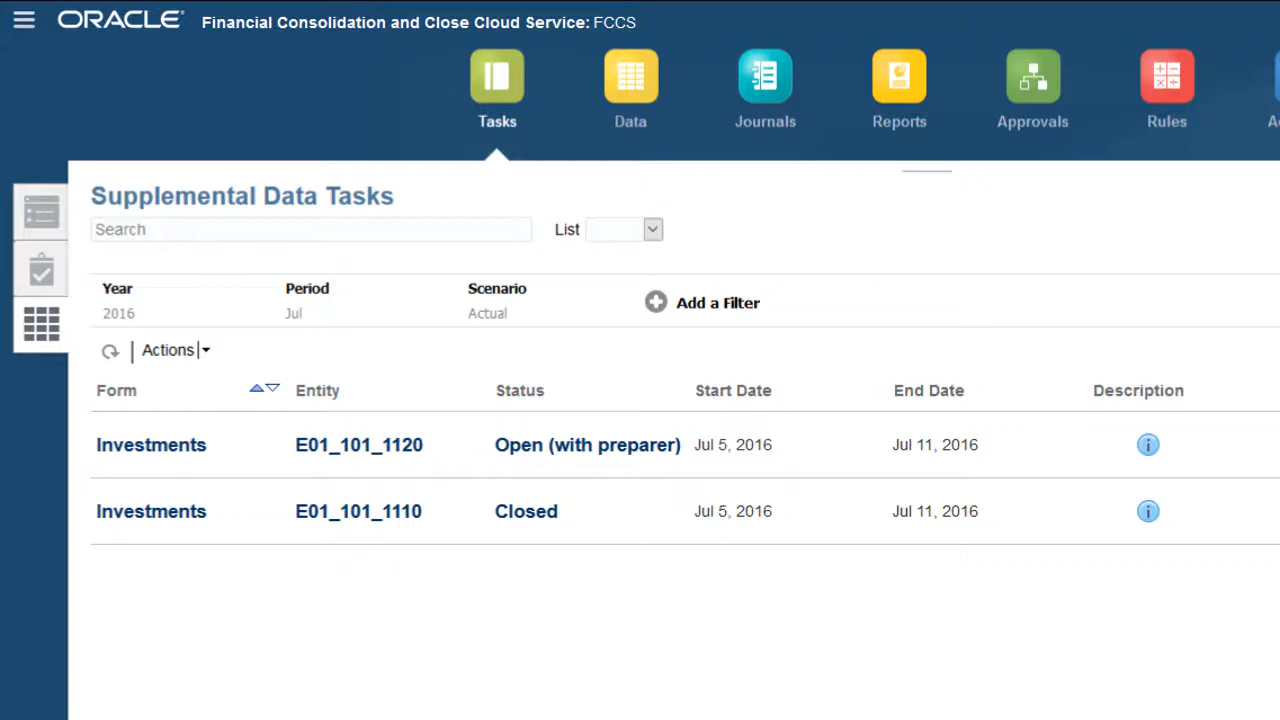 ORACLE Financial Consolidation and Close Cloud Service: FCCS
Tasks Data Journals Reports Approvals Rules
Supplemental Data Tasks
Search List
Year Period Scenario Add a Filter
2016 Jul Actual
Actions
Form Entity Status Start Date End Date Description
Investments E01_101_1120 Open (with preparer) Jul 5, 2016 Jul 11, 2016
Investments E01_101_1110 Closed Jul 5, 2016 Jul 11, 2016